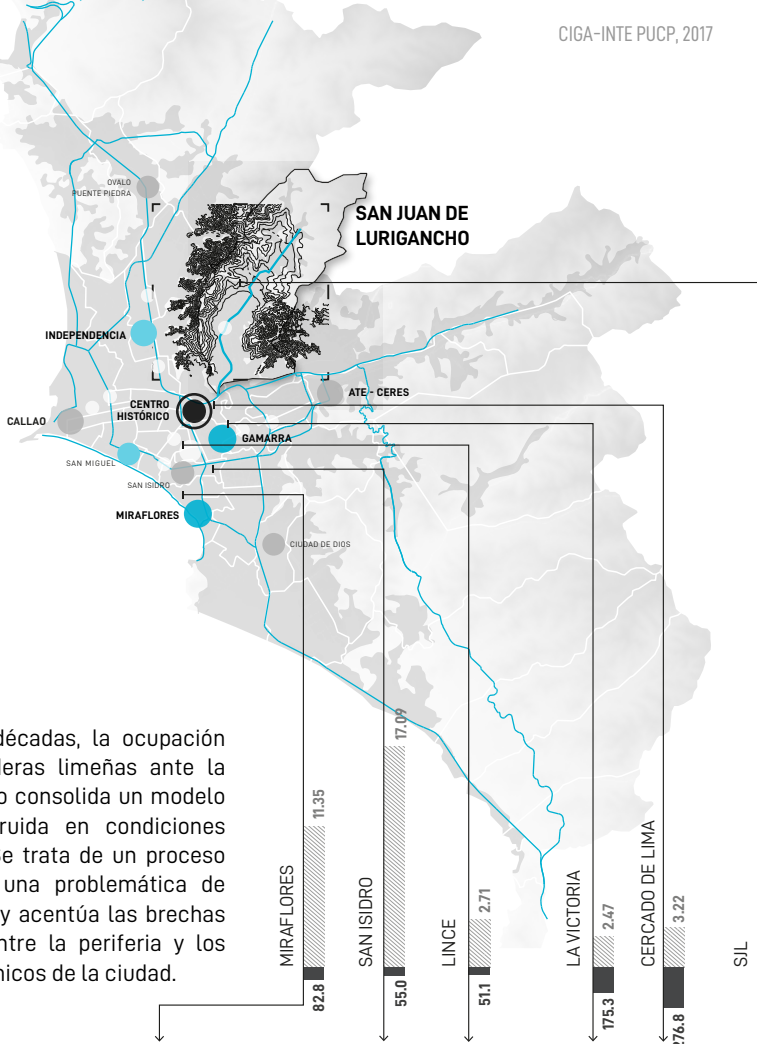 CIGA-INTE PUCP, 2017
OVALO
PUENTE PIEDRA
SAN JUAN DE
LURIGANCHO
INDEPENDENCIA
ATE - CERES
CENTRO
HISTÓRICO
CALLAO
GAMARRA
SAN MIGUEL
SAN ISIDRO
MIRAFLORES
CIUDAD DE DIOS
décadas, la ocupación
deras limeñas ante la
o consolida un modelo
ruida en condiciones
Se trata de un proceso
una problemática de
y acentúa las brechas
ntre la periferia y los
nicos de la ciudad.
MIRAFLORES
11.35
82.8
SAN ISIDRO
17.09
55.0
LINCE
2.71
51.1
LA VICTORIA
2.47
175.3
CERCADO DE LIMA
3.22
276.8
SJL